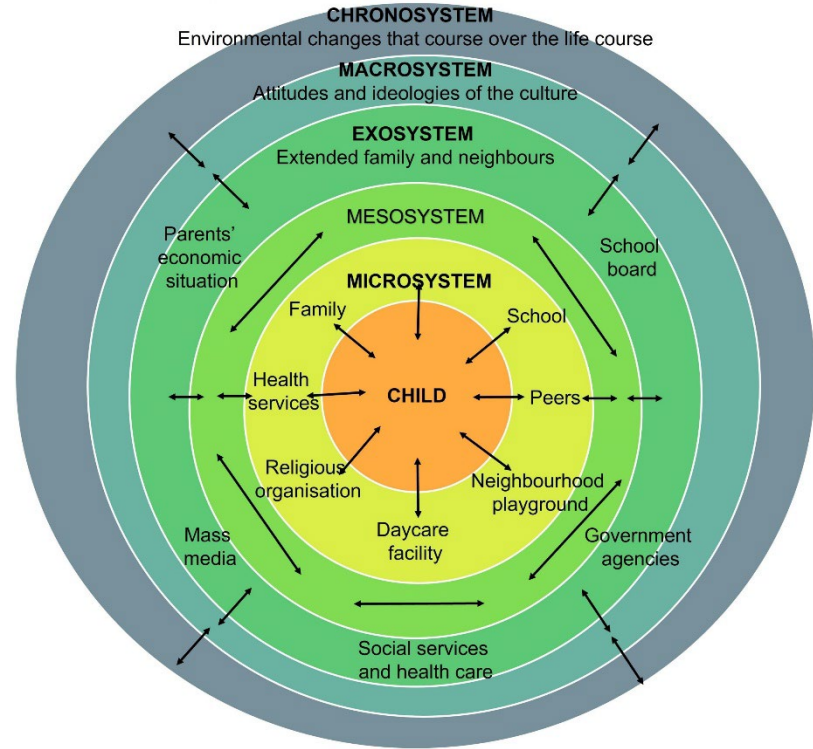 CHRONOSYSTEM
Environmental changes that course over the life course
MACROSYSTEM
Attitudes and ideologies of the culture
EXOSYSTEM
Extended family and neighbours
MESOSYSTEM
Parents'
economic
situation
School
board
MICROSYSTEM
Family
School
Health
services
CHILD
Peers
Religious
organisation
Neighbourhood
playground
Daycare
facility
Mass
media
Government
agencies
Social services
and health care